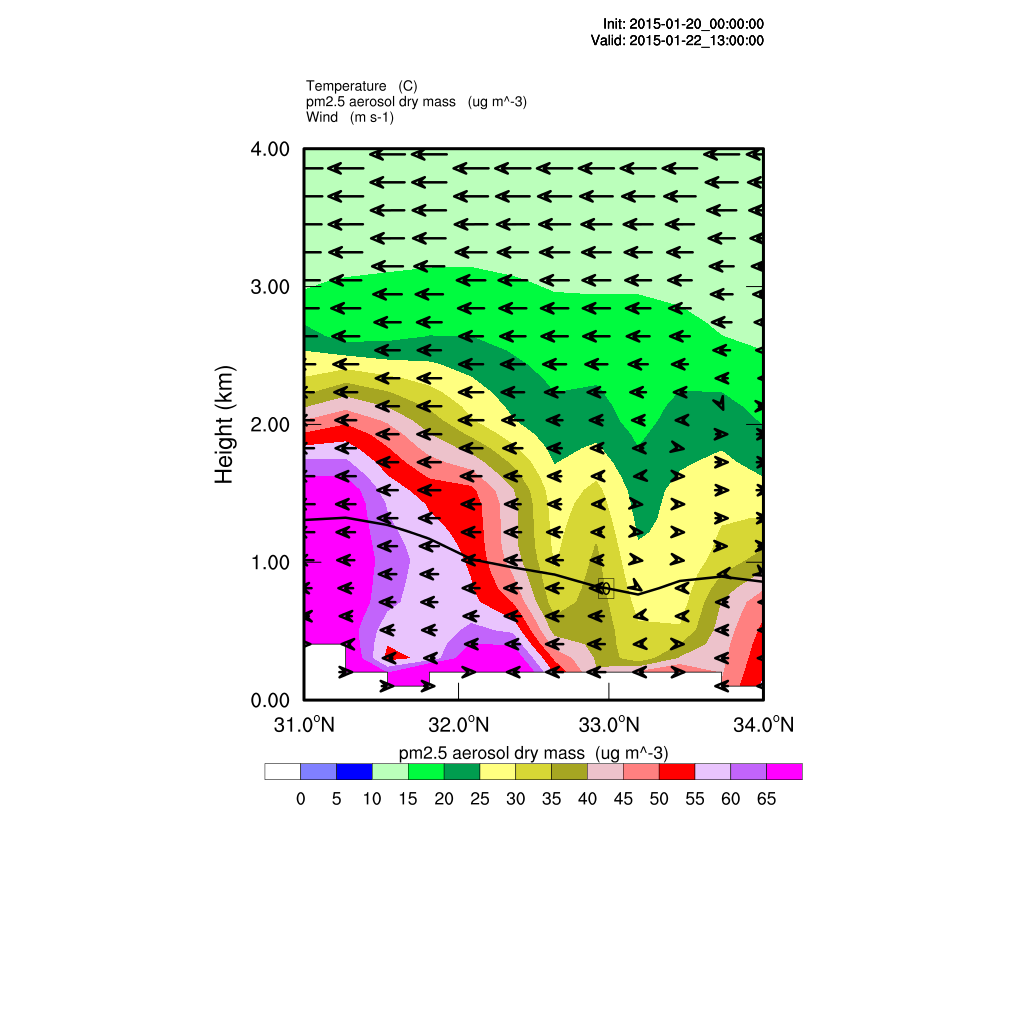 Init: 2015-01-20_00:00:00
Valid: 2015-01-22_13:00:00
Temperature (C)
pm2.5 aerosol dry mass (ug m^-3)
Wind (m s-1)
4.00
3.00
2.00
1.00
0.00
Height (km)
31.0°N 32.0°N 33.0°N 34.0°N
pm2.5 aerosol dry mass (ug m^-3)
0 5 10 15 20 25 30 35 40 45 50 55 60 65